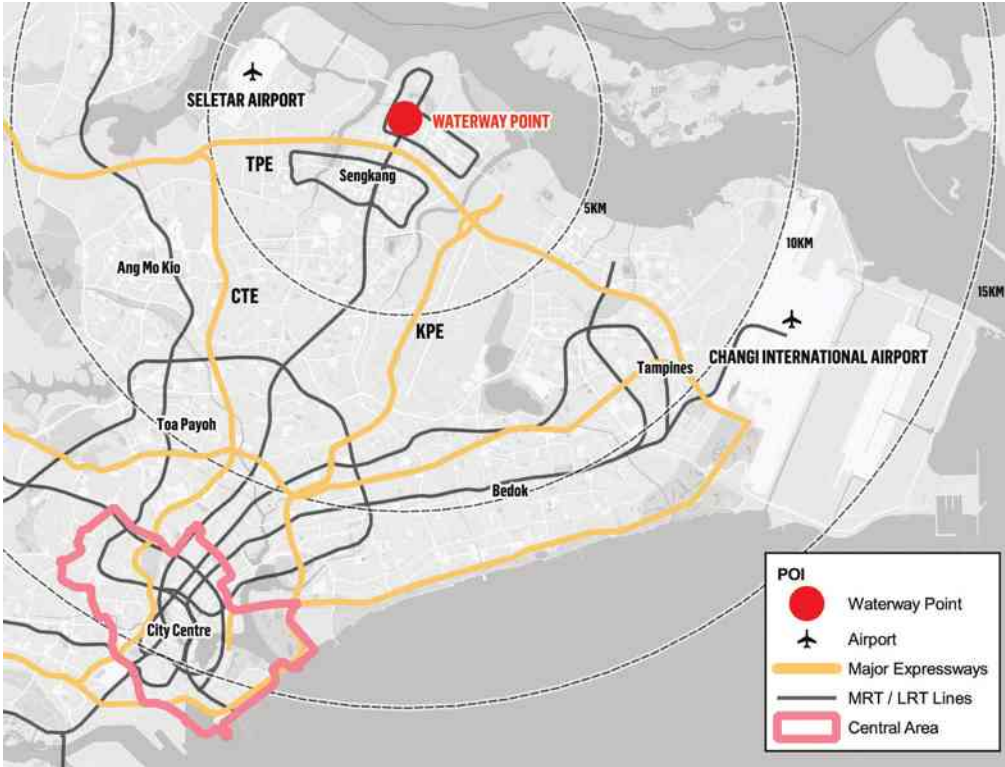 SELETAR AIRPORT
WATERWAY POINT
TPE
Sengkang
5KM
10KM
Ang Mo Kio
15KM
CTE
KPE
CHANGI INTERNATIONAL AIRPORT
Tampines
Toa Payoh
Bedok
City Centre
POI
Waterway Point
Airport
Major Expressways
MRT / LRT Lines
Central Area